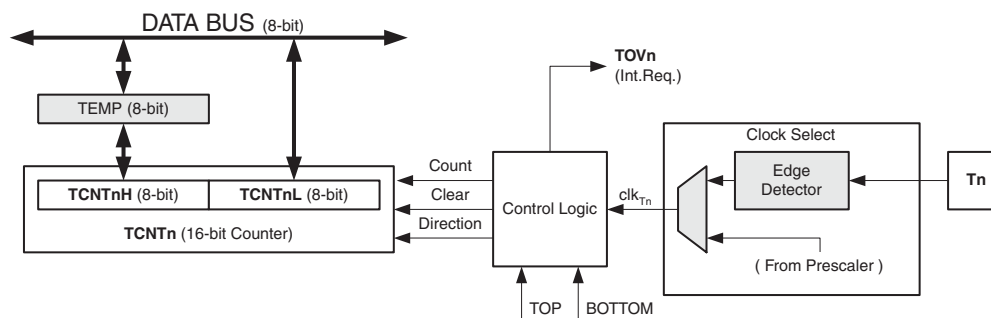 DATA BUS (8-bit)
TEMP (8-bit)
TCNTnH (8-bit)
TCNTnL (8-bit)
TCNTn (16-bit Counter)
Count
Clear
Direction
TOVn
(Int.Req.)
Control Logic
TOP
BOTTOM
clkTn
Clock Select
Edge
Detector
( From Prescaler )
Tn